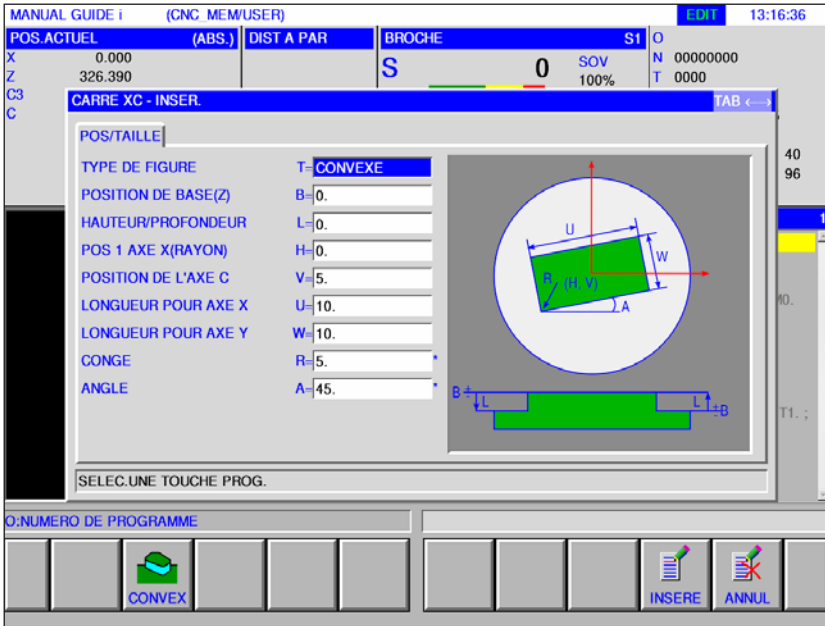 MANUAL GUIDE i (CNC_MEM/USER) EDIT 13:16:36
POS.ACTUEL (ABS.) DIST A PAR BROCHE S1 O
X 0.000 S 0 SOV N 00000000
Z 326.390 100% T 0000
C3
C
CARRE XC - INSER. TAB
POS/TAILLE
40
96
TYPE DE FIGURE T=CONVEXE
POSITION DE BASE(Z) B=0.
HAUTEUR/PROFONDEUR L=0.
POS 1 AXE X(RAYON) H=0.
POSITION DE L'AXE C V=5.
LONGUEUR POUR AXE X U=10.
LONGUEUR POUR AXE Y W=10.
CONGE R=5. *
ANGLE A=45. *
U
W
R (H, V)
A
B L L B
1
M0.
T1. ;
SELEC.UNE TOUCHE PROG.
O:NUMERO DE PROGRAMME
CONVEX INSERE ANNUL